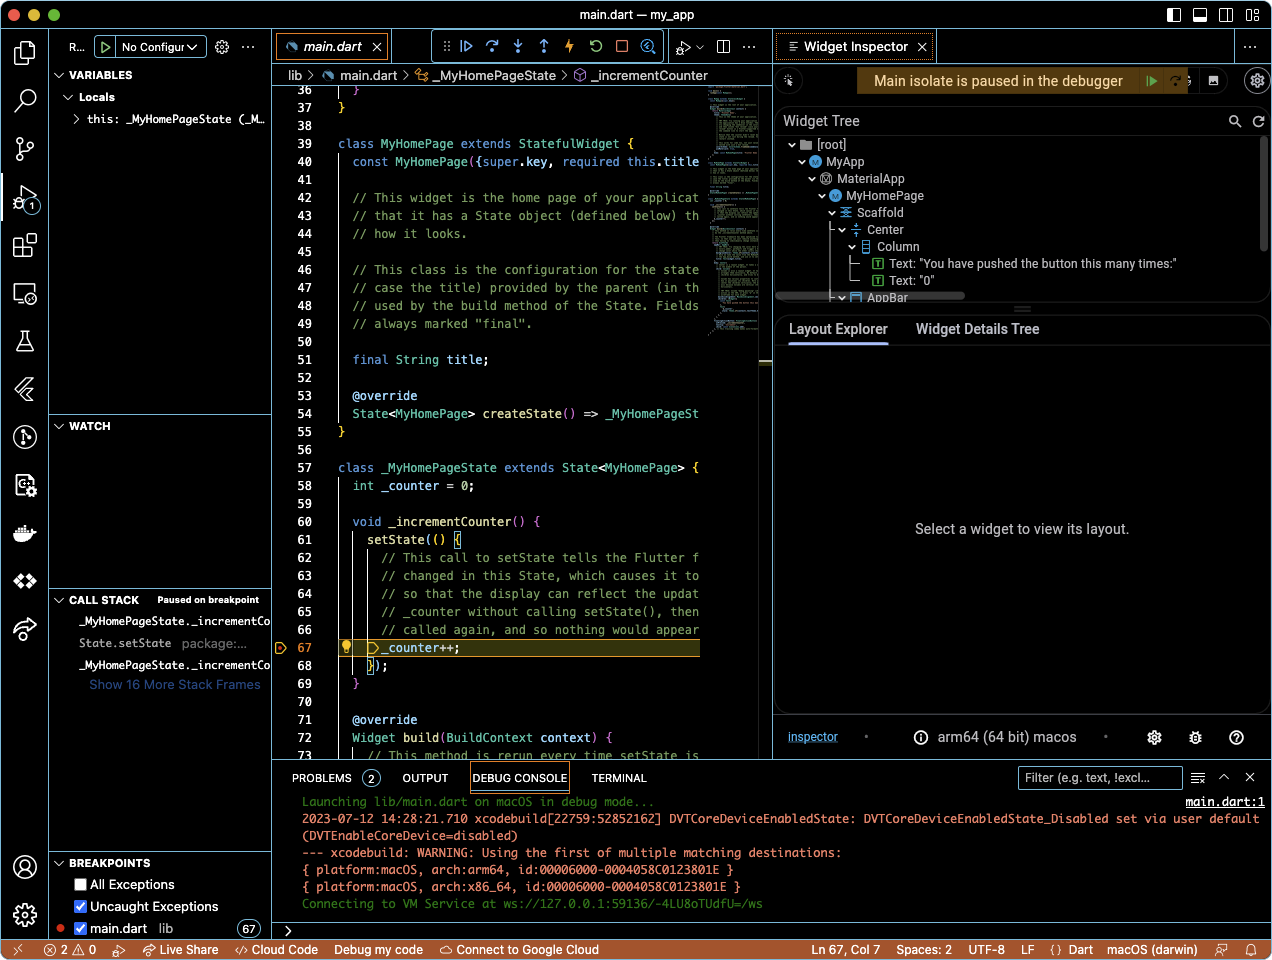 main.dart — my_app
R...
No Configur
main.dart
Widget Inspector
lib
main.dart
_MyHomePageState
_incrementCounter
VARIABLES
Locals
this: _MyHomePageState (_M…
WATCH
CALL STACK
Paused on breakpoint
_MyHomePageState._incrementCo
State.setState package:...
_MyHomePageState._incrementCo
Show 16 More Stack Frames
BREAKPOINTS
All Exceptions
Uncaught Exceptions
main.dart lib
67
1
36 }
37 }
38
39 class MyHomePage extends StatefulWidget {
40 const MyHomePage({super.key, required this.title
41
42 // This widget is the home page of your applicat
43 // that it has a State object (defined below) th
44 // how it looks.
45
46 // This class is the configuration for the state
47 // case the title) provided by the parent (in th
48 // used by the build method of the State. Fields
49 // always marked "final".
50
51 final String title;
52
53 @override
54 State<MyHomePage> createState() => _MyHomePageSt
55 }
56
57 class _MyHomePageState extends State<MyHomePage> {
58 int _counter = 0;
59
60 void _incrementCounter() {
61 setState(() {
62 // This call to setState tells the Flutter f
63 // changed in this State, which causes it to
64 // so that the display can reflect the updat
65 // _counter without calling setState(), then
66 // called again, and so nothing would appear
67 _counter++;
68 });
69 }
70
71 @override
72 Widget build(BuildContext context) {
73 // This method is rerun every time setState is
Main isolate is paused in the debugger
Widget Tree
[root]
MyApp
MaterialApp
MyHomePage
Scaffold
Center
Column
Text: "You have pushed the button this many times:"
Text: "0"
AppBar
Layout Explorer
Widget Details Tree
Select a widget to view its layout.
inspector
arm64 (64 bit) macos
PROBLEMS 2 OUTPUT DEBUG CONSOLE TERMINAL
Filter (e.g. text, !excl...
Launching lib/main.dart on macOS in debug mode...
main.dart:1
2023-07-12 14:28:21.710 xcodebuild[22759:52852162] DVTCoreDeviceEnabledState: DVTCoreDeviceEnabledState_Disabled set via user default
(DVTEnableCoreDevice=disabled)
--- xcodebuild: WARNING: Using the first of multiple matching destinations:
{ platform:macOS, arch:arm64, id:00006000-0004058C0123801E }
{ platform:macOS, arch:x86_64, id:00006000-0004058C0123801E }
Connecting to VM Service at ws://127.0.0.1:59136/-4LU8oTUdfU=/ws
2 0 Live Share Cloud Code Debug my code Connect to Google Cloud Ln 67, Col 7 Spaces: 2 UTF-8 LF Dart macOS (darwin)